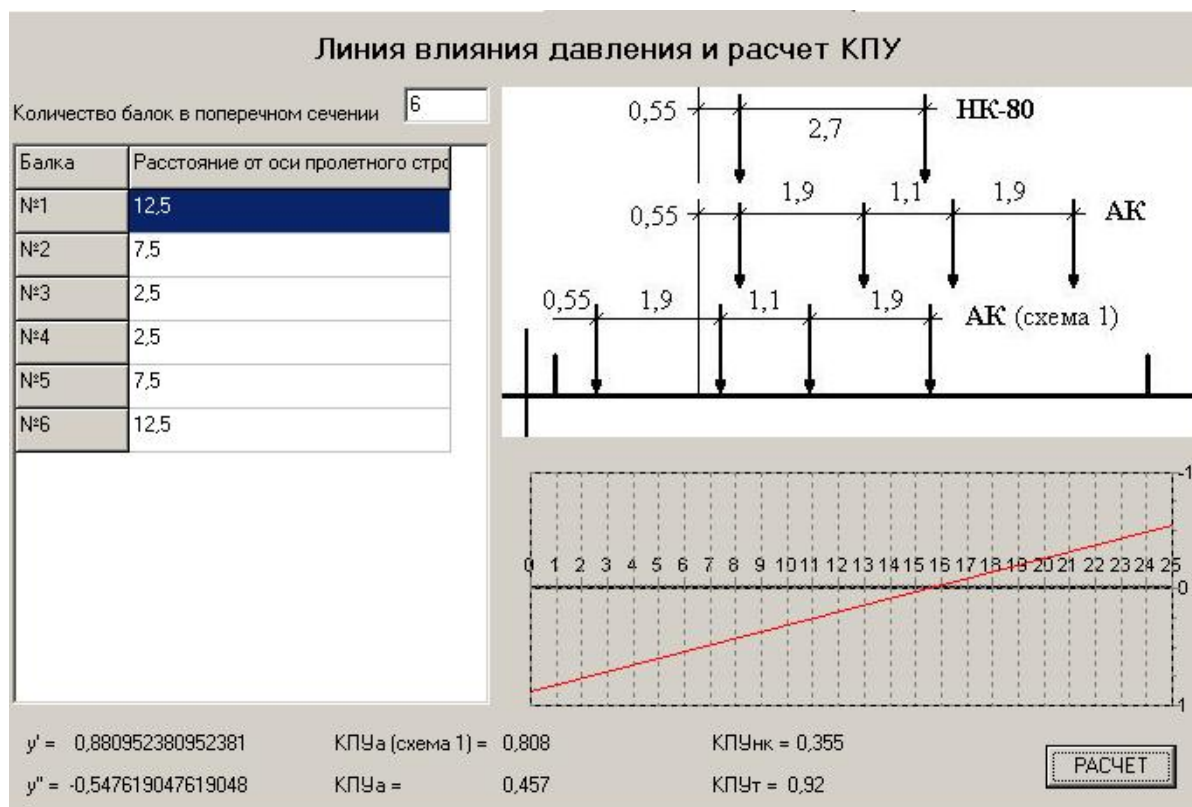 Линия влияния давления и расчет КПУ
Количество балок в поперечном сечении 6
Балка Расстояние от оси пролетного стро
№1 12,5
№2 7,5
№3 2,5
№4 2,5
№5 7,5
№6 12,5
0,55 2,7 НК-80
0,55 1,9 1,1 1,9 АК
0,55 1,9 1,1 1,9 АК (схема 1)
-1
0 1 2 3 4 5 6 7 8 9 10 11 12 13 14 15 16 17 18 19 20 21 22 23 24 25
0
1
y' = 0,880952380952381 КПУа (схема 1) = 0,808 КПУнк = 0,355
y'' = -0,547619047619048 КПУа = 0,457 КПУт = 0,92
РАСЧЕТ